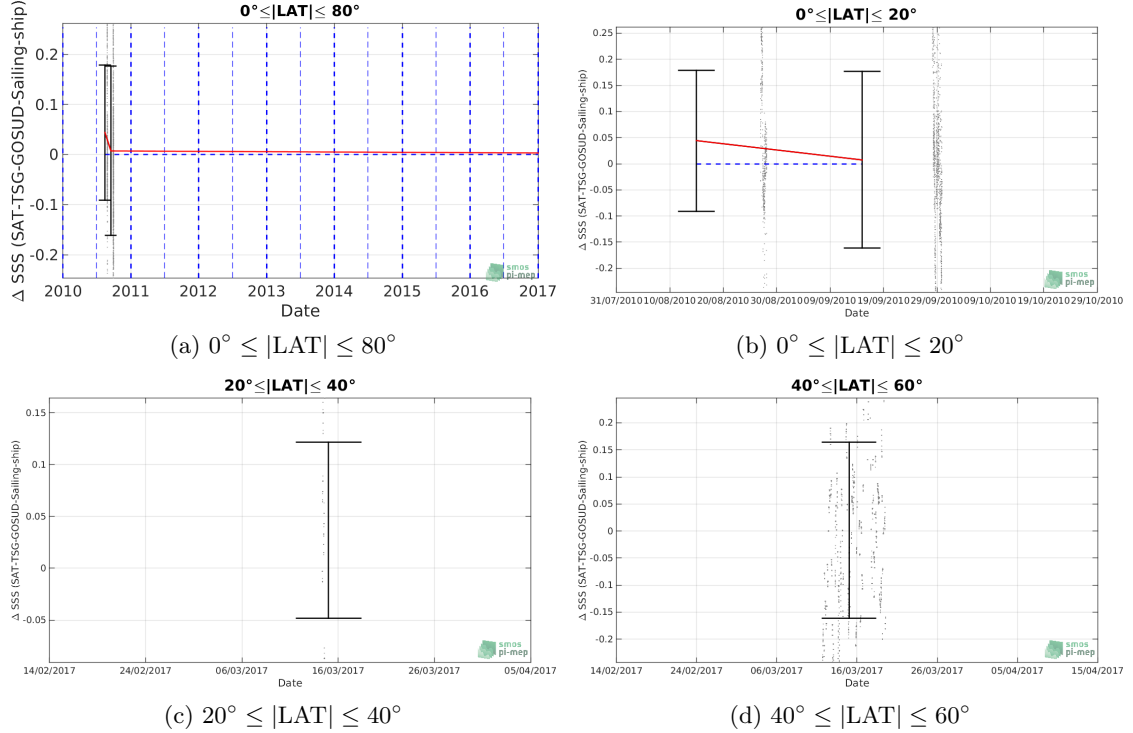 0°≤|LAT|≤ 80°
Δ SSS (SAT-TSG-GOSUD-Sailing-ship)
0.2
0.1
0
-0.1
-0.2
2010 2011 2012 2013 2014 2015 2016 2017
Date
smos
pi-mep
(a) 0° ≤ |LAT| ≤ 80°
0°≤|LAT|≤ 20°
Δ SSS (SAT-TSG-GOSUD-Sailing-ship)
0.25
0.2
0.15
0.1
0.05
0
-0.05
-0.1
-0.15
-0.2
31/07/2010 10/08/2010 20/08/2010 30/08/2010 09/09/2010 19/09/2010 29/09/2010 09/10/2010 19/10/2010 29/10/2010
Date
smos
pi-mep
(b) 0° ≤ |LAT| ≤ 20°
20°≤|LAT|≤ 40°
Δ SSS (SAT-TSG-GOSUD-Sailing-ship)
0.15
0.1
0.05
0
-0.05
14/02/2017 24/02/2017 06/03/2017 16/03/2017 26/03/2017 05/04/2017
Date
smos
pi-mep
(c) 20° ≤ |LAT| ≤ 40°
40°≤|LAT|≤ 60°
Δ SSS (SAT-TSG-GOSUD-Sailing-ship)
0.2
0.15
0.1
0.05
0
-0.05
-0.1
-0.15
-0.2
14/02/2017 24/02/2017 06/03/2017 16/03/2017 26/03/2017 05/04/2017 15/04/2017
Date
smos
pi-mep
(d) 40° ≤ |LAT| ≤ 60°